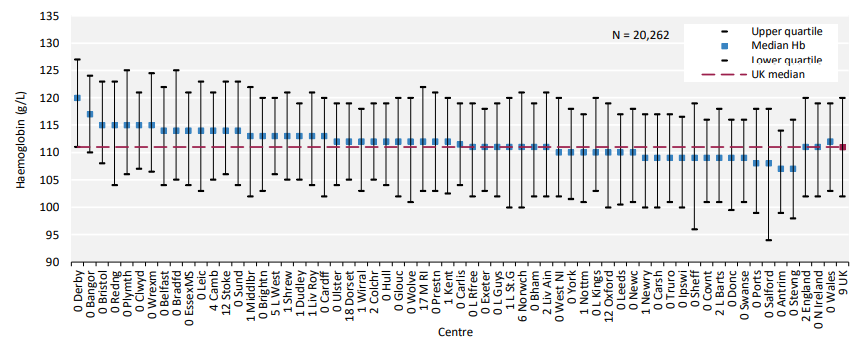 135
130
125
120
115
110
105
100
95
90
Haemoglobin (g/L)
N = 20,262
Upper quartile
Median Hb
Lower quartile
UK median
0 Derby
0 Bangor
0 Bristol
0 Redng
0 Plymth
0 Clwyd
0 Wrexm
0 Belfast
0 Bradfd
0 EssexMS
0 Leic
4 Camb
12 Stoke
0 Sund
1 Middlbr
0 Brightn
5 L West
1 Shrew
1 Dudley
1 Liv Roy
0 Cardff
0 Ulster
18 Dorset
1 Wirral
2 Colchr
0 Hull
0 Glouc
0 Wolve
17 M RI
0 Prestn
1 Kent
0 Carlis
0 L Rfree
0 Exeter
0 L Guys
1 L St.G
6 Norwch
0 Bham
2 Liv Ain
0 West NI
0 York
1 Nottm
0 L Kings
12 Oxford
0 Leeds
0 Newc
1 Newry
0 Cash
0 Truro
0 Ipswi
0 Sheff
0 Covnt
2 L Barts
0 Donc
0 Swanse
0 Ports
0 Salford
0 Antrim
0 Stevng
2 England
0 N Ireland
0 Wales
9 UK
Centre